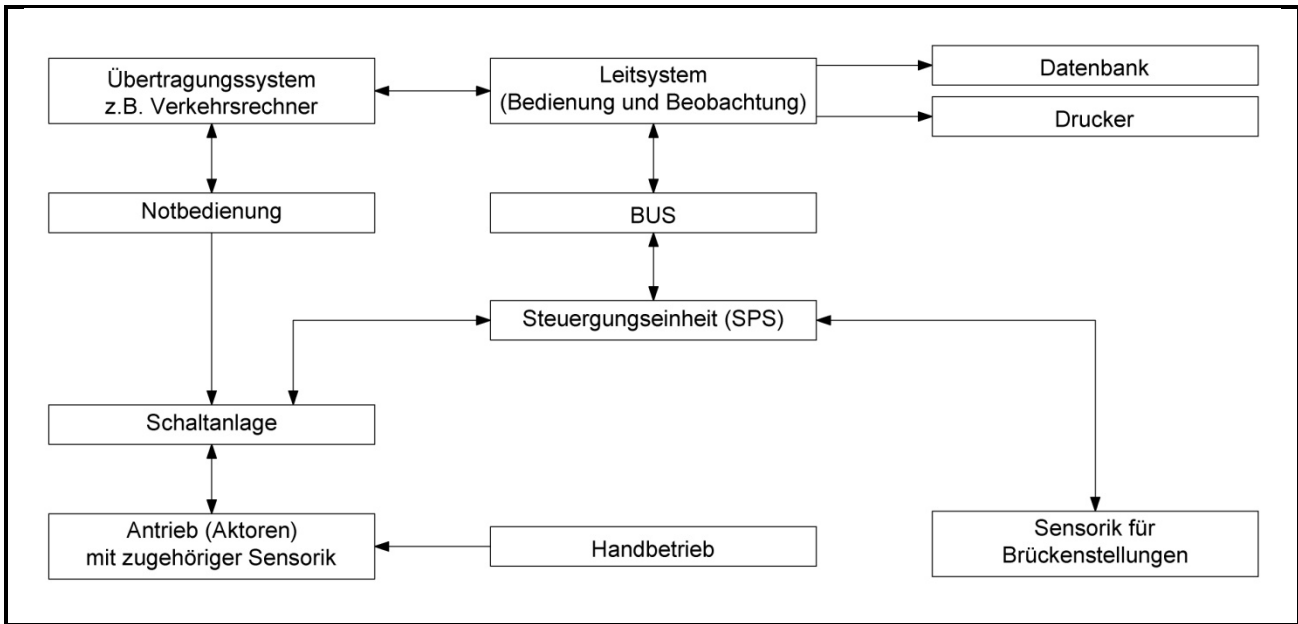 Übertragungssystem
z.B. Verkehrsrechner
Leitsystem
(Bedienung und Beobachtung)
Datenbank
Drucker
Notbedienung
BUS
Steuergungseinheit (SPS)
Schaltanlage
Antrieb (Aktoren)
mit zugehöriger Sensorik
Handbetrieb
Sensorik für
Brückenstellungen